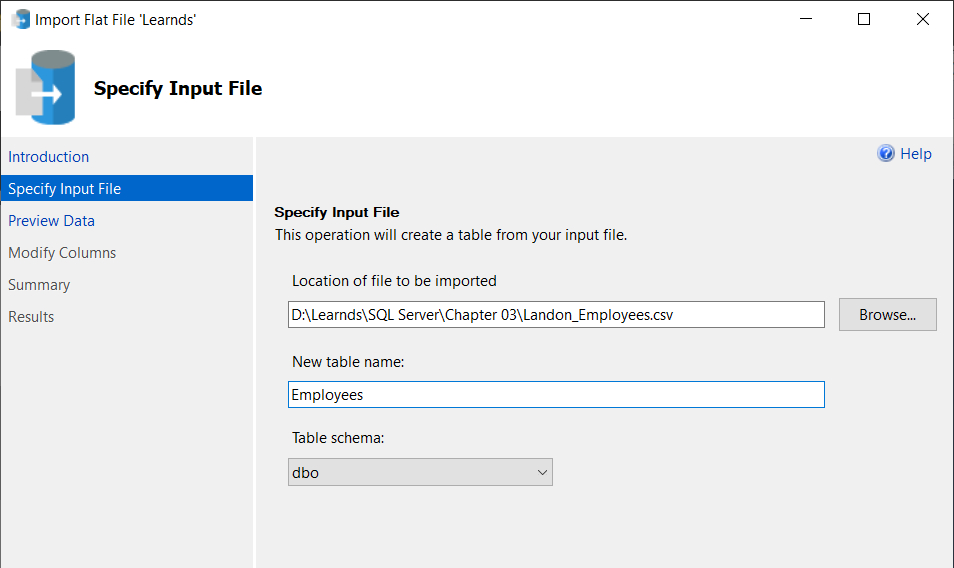 Import Flat File 'Learnds'
Specify Input File
Introduction
Specify Input File
Preview Data
Modify Columns
Summary
Results
Help
Specify Input File
This operation will create a table from your input file.
Location of file to be imported
D:\Learnds\SQL Server\Chapter 03\Landon_Employees.csv
Browse...
New table name:
Employees
Table schema:
dbo